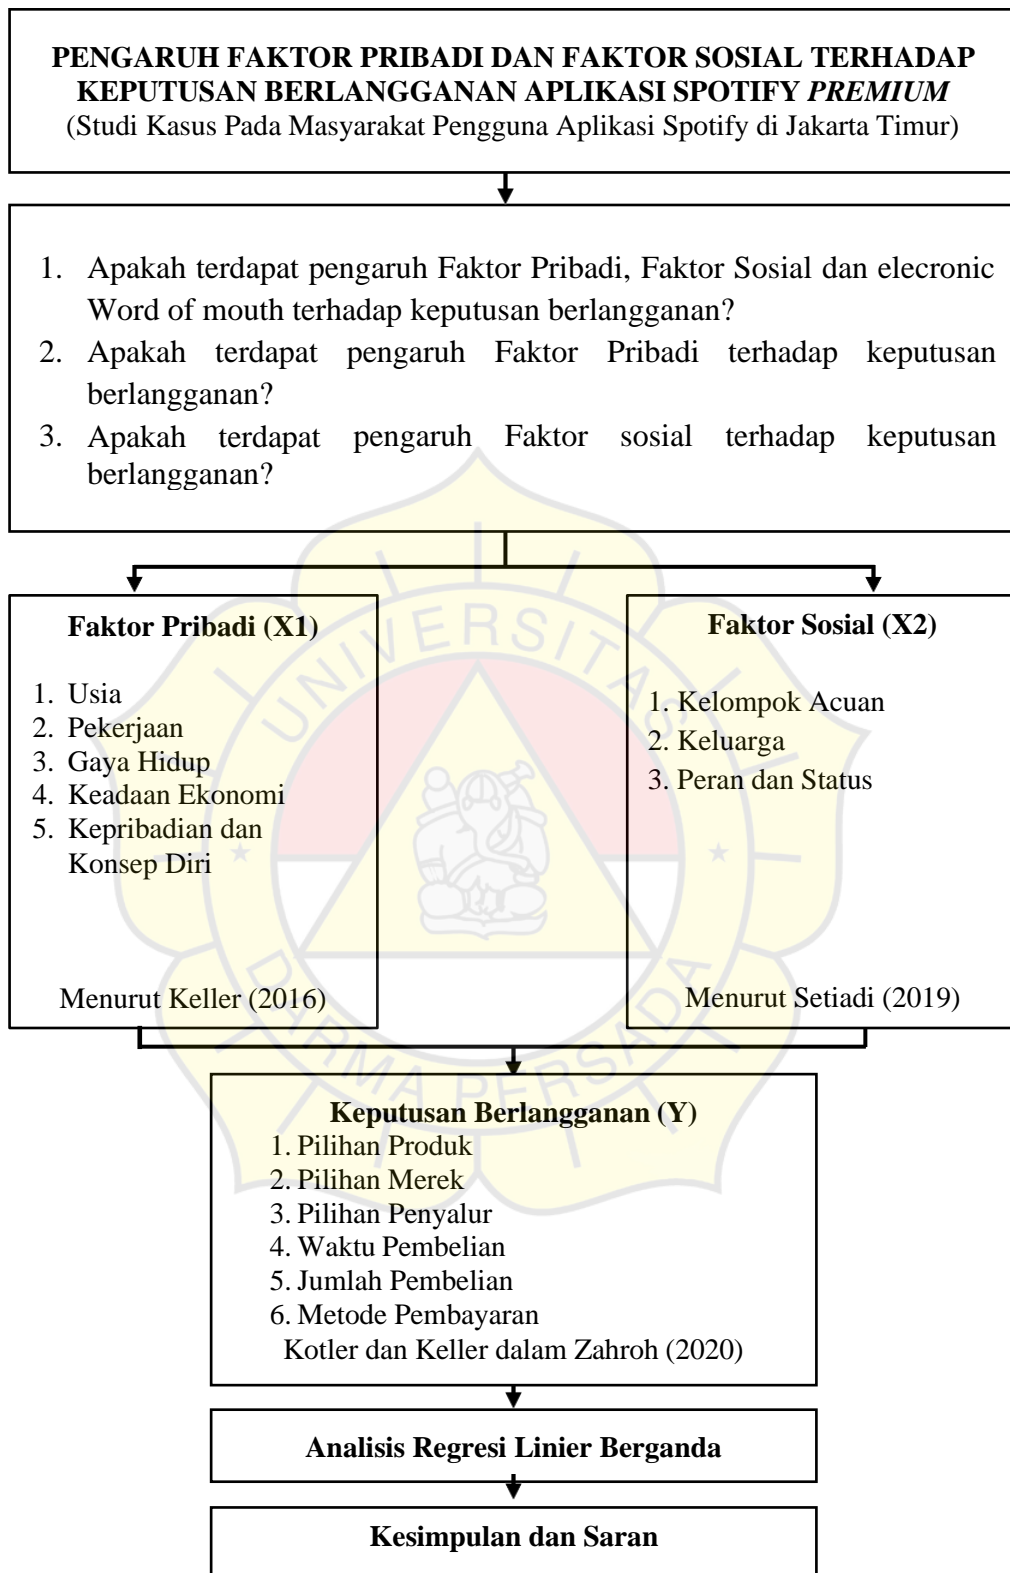 PENGARUH FAKTOR PRIBADI DAN FAKTOR SOSIAL TERHADAP
KEPUTUSAN BERLANGGANAN APLIKASI SPOTIFY PREMIUM
(Studi Kasus Pada Masyarakat Pengguna Aplikasi Spotify di Jakarta Timur)
1. Apakah terdapat pengaruh Faktor Pribadi, Faktor Sosial dan elecronic
Word of mouth terhadap keputusan berlangganan?
2. Apakah terdapat pengaruh Faktor Pribadi terhadap keputusan
berlangganan?
3. Apakah terdapat pengaruh Faktor sosial terhadap keputusan
berlangganan?
Faktor Pribadi (X1)
1. Usia
2. Pekerjaan
3. Gaya Hidup
4. Keadaan Ekonomi
5. Kepribadian dan
Konsep Diri
Menurut Keller (2016)
Faktor Sosial (X2)
1. Kelompok Acuan
2. Keluarga
3. Peran dan Status
Menurut Setiadi (2019)
Keputusan Berlangganan (Y)
1. Pilihan Produk
2. Pilihan Merek
3. Pilihan Penyalur
4. Waktu Pembelian
5. Jumlah Pembelian
6. Metode Pembayaran
Kotler dan Keller dalam Zahroh (2020)
Analisis Regresi Linier Berganda
Kesimpulan dan Saran
UNIVERSITAS
DARMA PERSADA